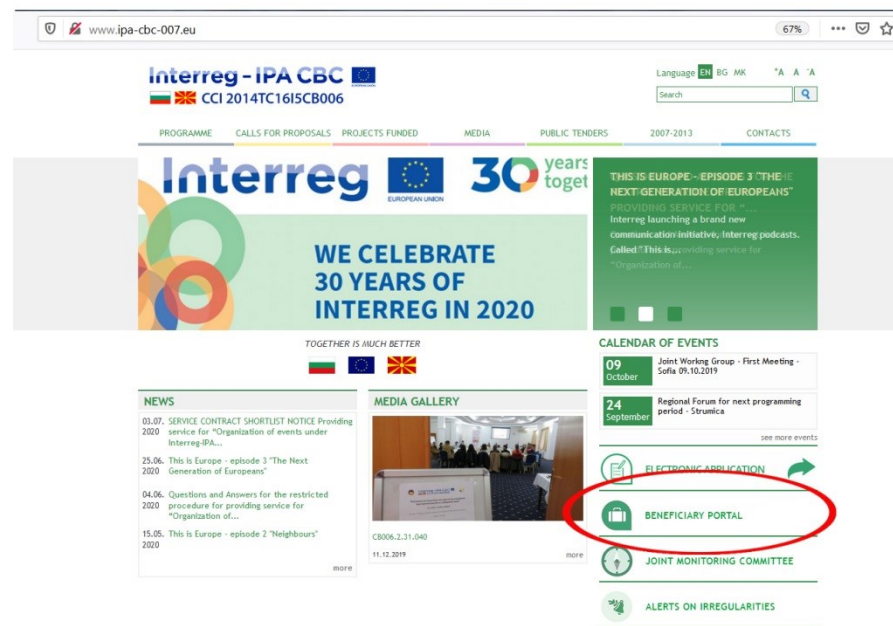 www.ipa-cbc-007.eu
67%
Interreg - IPA CBC
EUROPEAN UNION
CCI 2014TC16I5CB006
Language EN BG MK
+A A -A
Search
PROGRAMME CALLS FOR PROPOSALS PROJECTS FUNDED MEDIA PUBLIC TENDERS 2007-2013 CONTACTS
Interreg
EUROPEAN UNION
30 years
toget
WE CELEBRATE
30 YEARS OF
INTERREG IN 2020
THIS IS EUROPE - EPISODE 3 "THE
NEXT GENERATION OF EUROPEANS"
PROVIDING SERVICE FOR "...
Interreg launching a brand new
communication initiative, Interreg podcasts.
Called "This is...
providing service for
"Organization of...
TOGETHER IS MUCH BETTER
CALENDAR OF EVENTS
09
October
Joint Workng Group - First Meeting -
Sofia 09.10.2019
24
September
Regional Forum for next programming
period - Strumica
see more events
NEWS
03.07.
2020
SERVICE CONTRACT SHORTLIST NOTICE Providing
service for "Organization of events under
Interreg-IPA...
25.06.
2020
This is Europe - episode 3 "The Next
Generation of Europeans"
04.06.
2020
Questions and Answers for the restricted
procedure for providing service for
"Organization of...
15.05.
2020
This is Europe - episode 2 "Neighbours"
more
MEDIA GALLERY
CB006.2.31.040
11.12.2019
more
ELECTRONIC APPLICATION
BENEFICIARY PORTAL
JOINT MONITORING COMMITTEE
ALERTS ON IRREGULARITIES